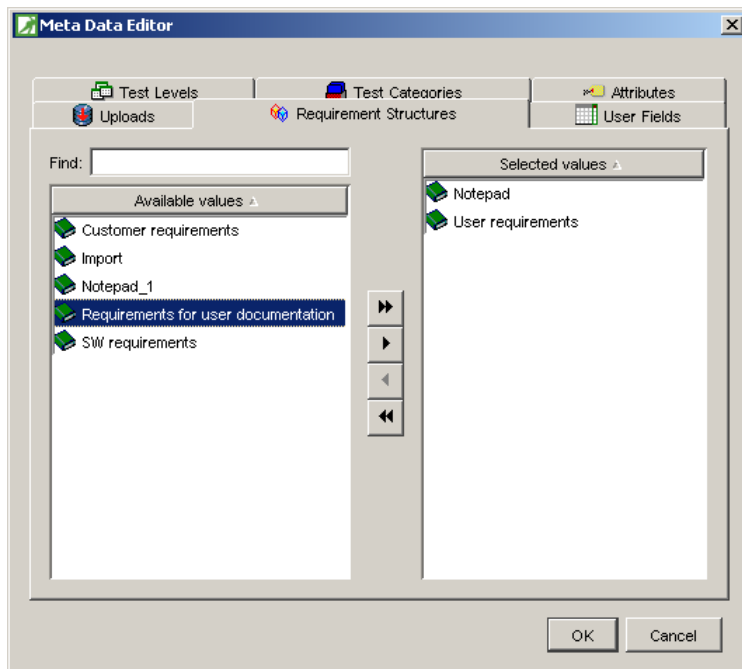 Meta Data Editor
Test Levels
Test Categories
Attributes
Uploads
Requirement Structures
User Fields
Find:
Available values
Customer requirements
Import
Notepad_1
Requirements for user documentation
SW requirements
Selected values
Notepad
User requirements
OK
Cancel